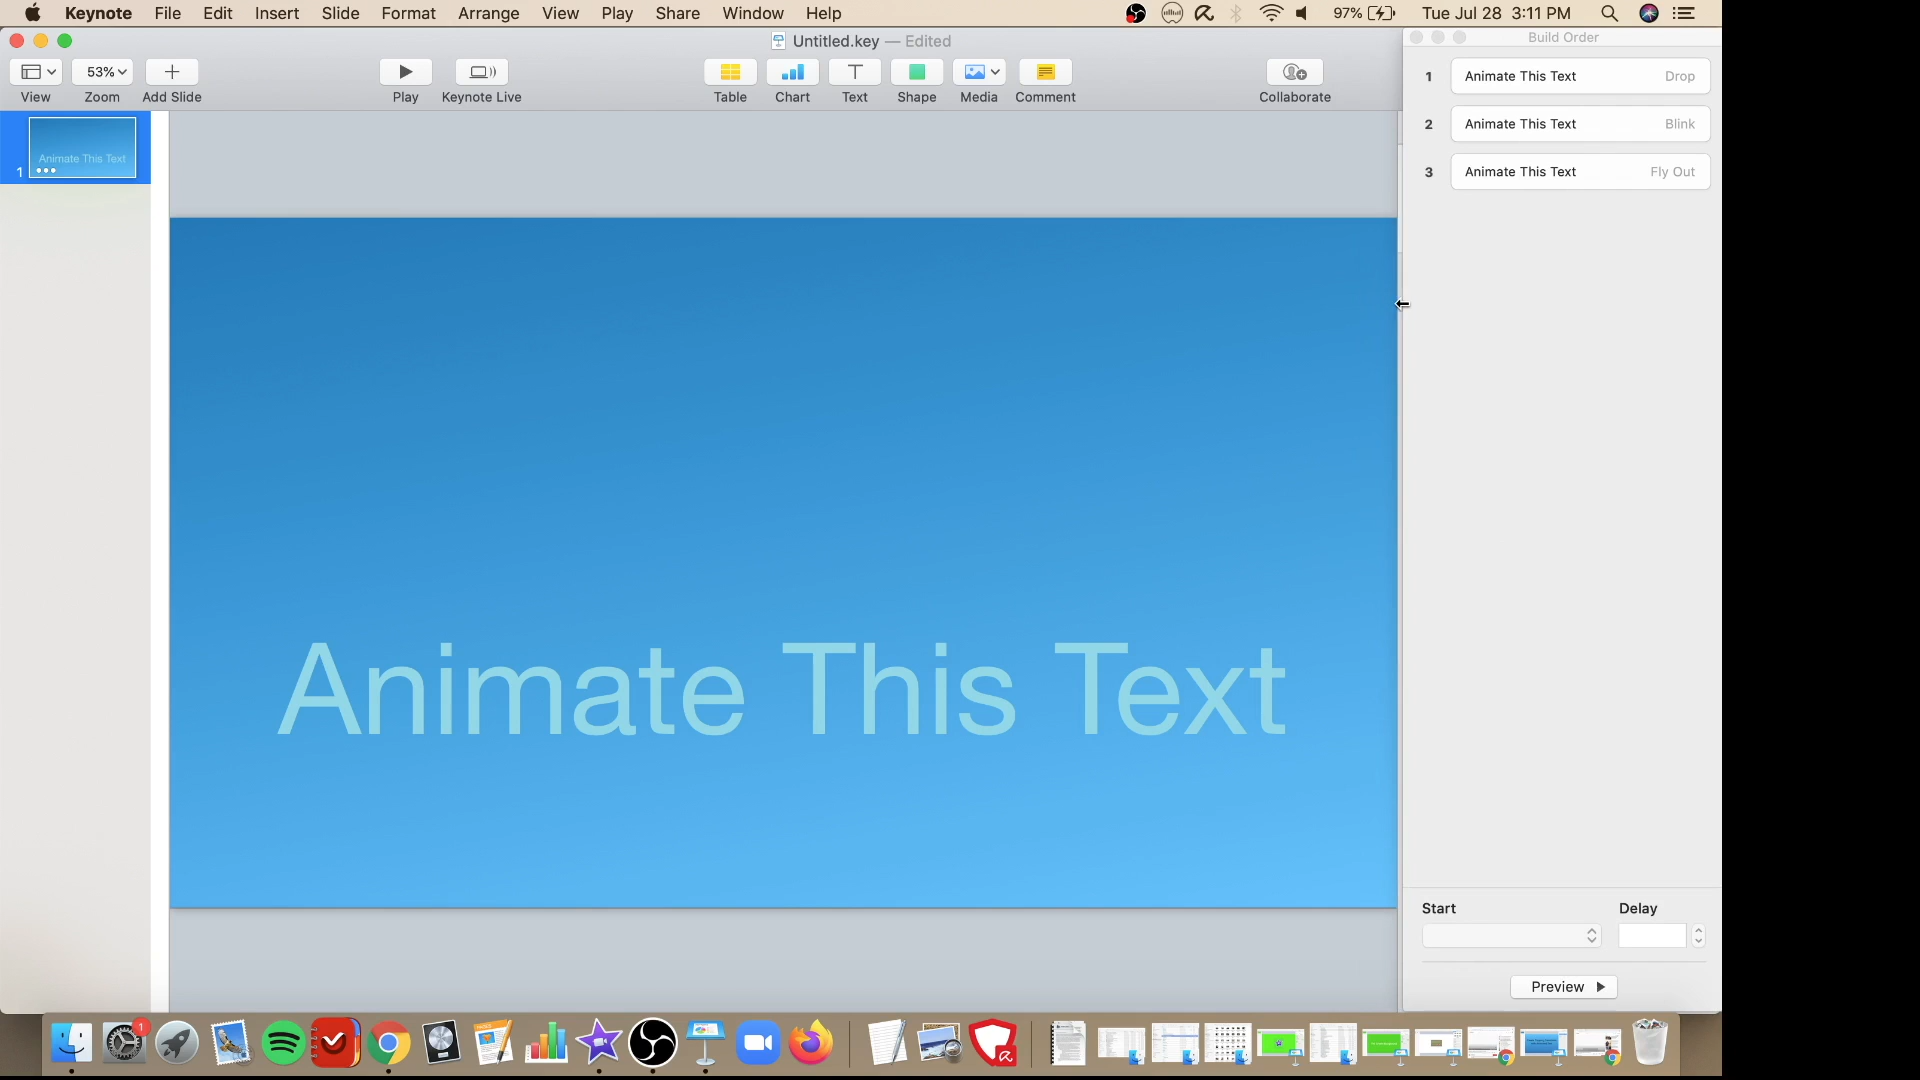 Keynote File Edit Insert Slide Format Arrange View Play Share Window Help 97% Tue Jul 28 3:11 PM
Untitled.key — Edited
Build Order
53%
View Zoom Add Slide Play Keynote Live Table Chart Text Shape Media Comment Collaborate
1 Animate This Text Drop
2 Animate This Text Blink
3 Animate This Text Fly Out
Animate This Text
1
Animate This Text
Start Delay
Preview
1